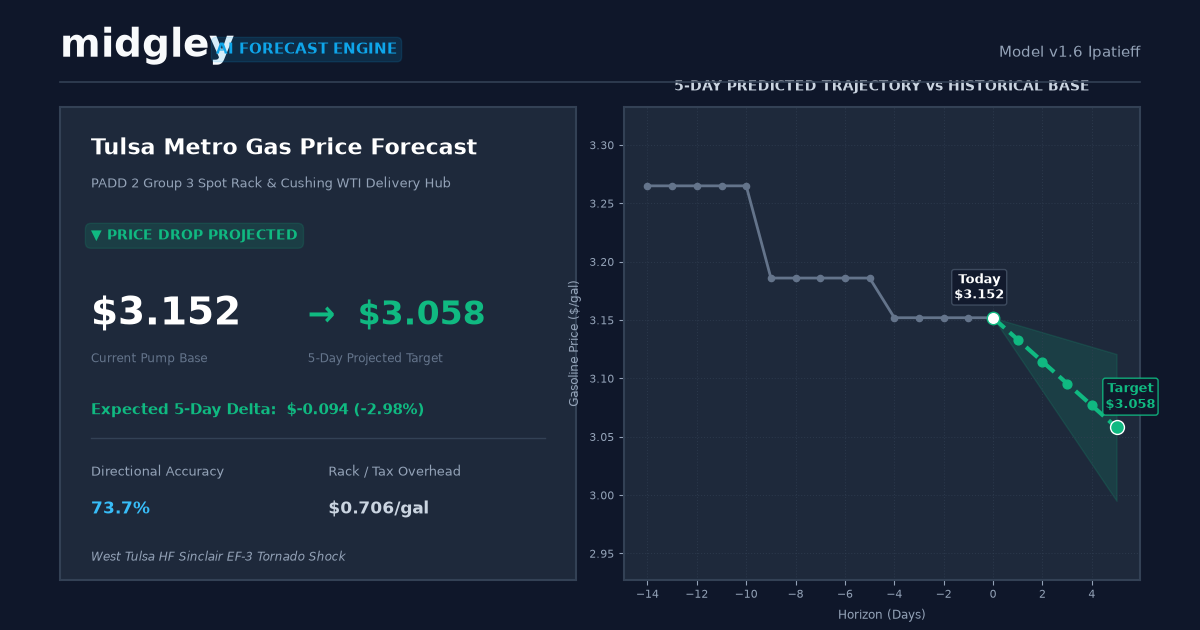 midgley
AI FORECAST ENGINE
Model v1.6 Ipatieff
Tulsa Metro Gas Price Forecast
PADD 2 Group 3 Spot Rack & Cushing WTI Delivery Hub
▼ PRICE DROP PROJECTED
$3.152 → $3.058
Current Pump Base 5-Day Projected Target
Expected 5-Day Delta: $-0.094 (-2.98%)
Directional Accuracy Rack / Tax Overhead
73.7% $0.706/gal
West Tulsa HF Sinclair EF-3 Tornado Shock
5-DAY PREDICTED TRAJECTORY vs HISTORICAL BASE
Gasoline Price ($/gal)
3.30
3.25
3.20
3.15
3.10
3.05
3.00
2.95
Today
$3.152
Target
$3.058
−14 −12 −10 −8 −6 −4 −2 0 2 4
Horizon (Days)